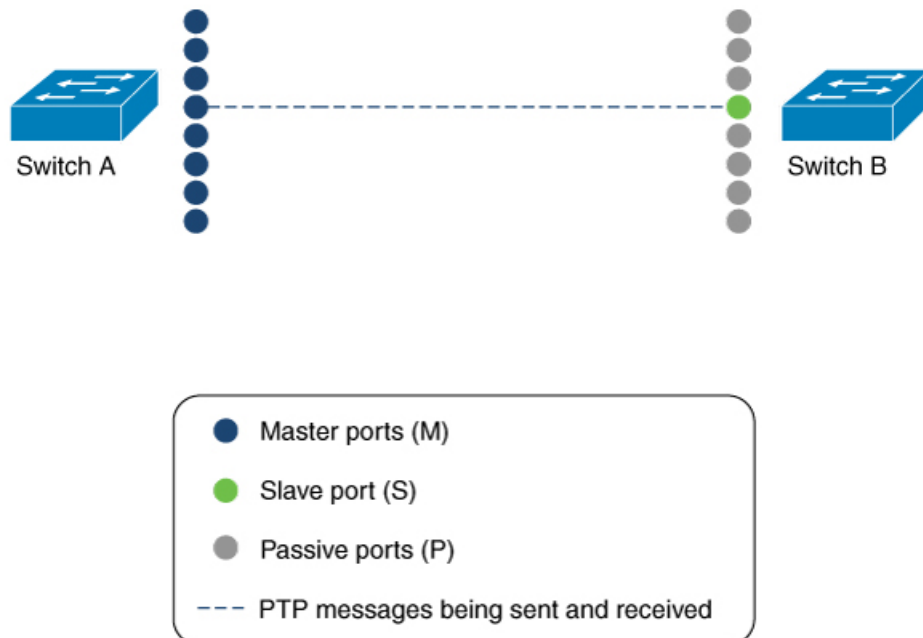 Switch A
Switch B
Master ports (M)
Slave port (S)
Passive ports (P)
PTP messages being sent and received